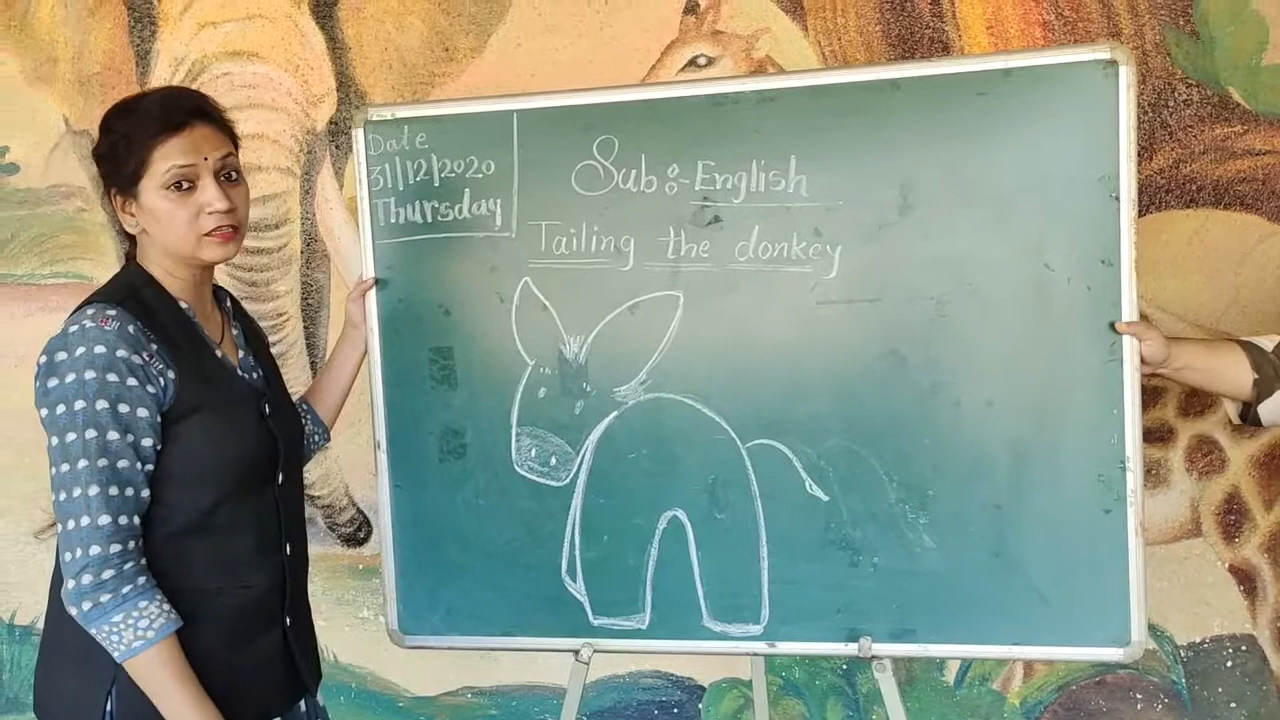 Date
31/12/2020
Thursday
Sub:- English
Tailing the donkey